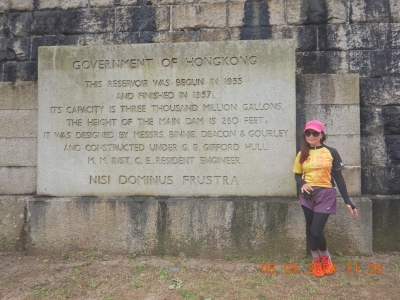 GOVERNMENT OF HONGKONG
THIS RESERVOIR WAS BEGUN IN 1933
AND FINISHED IN 1937.
ITS CAPACITY IS THREE THOUSAND MILLION GALLONS.
THE HEIGHT OF THE MAIN DAM IS 280 FEET,
IT WAS DESIGNED BY MESSRS. BINNIE, DEACON & GOURLEY
AND CONSTRUCTED UNDER G. B. GIFFORD HULL
M. M. INST. C. E., RESIDENT ENGINEER.
NISI DOMINUS FRUSTRA